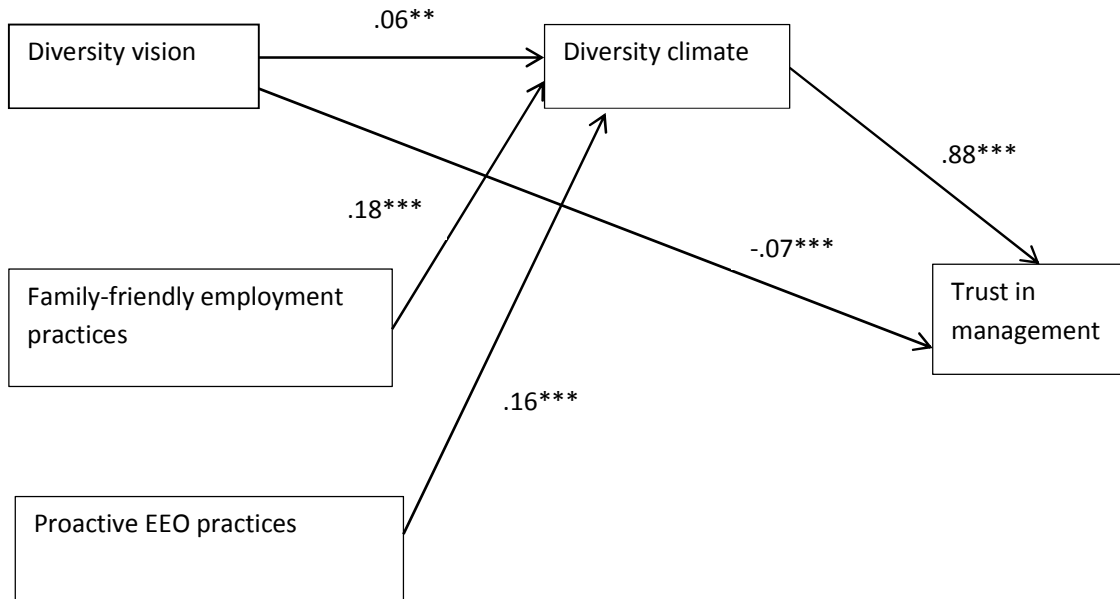 .06**
Diversity vision
Diversity climate
.88***
.18***
-.07***
Family-friendly employment
practices
Trust in
management
.16***
Proactive EEO practices